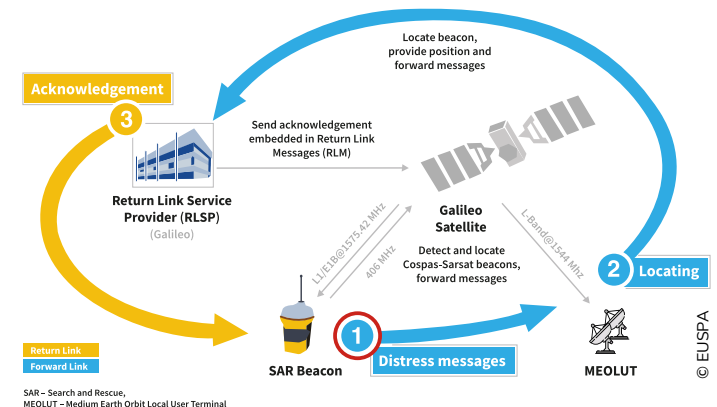 Locate beacon,
provide position and
forward messages
Acknowledgement
3
Send acknowledgement
embedded in Return Link
Messages (RLM)
Return Link Service
Provider (RLSP)
(Galileo)
Galileo
Satellite
L1/E1B@1575.42 MHz
406 MHz
L-Band@1544 Mhz
Detect and locate
Cospas-Sarsat beacons,
forward messages
2
Locating
1
Distress messages
SAR Beacon
MEOLUT
Return Link
Forward Link
SAR – Search and Rescue,
MEOLUT – Medium Earth Orbit Local User Terminal
© EUSPA